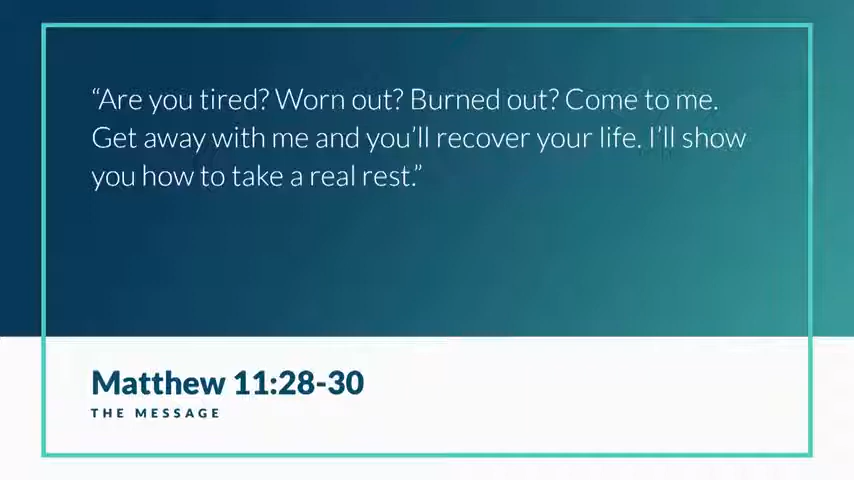 “Are you tired? Worn out? Burned out? Come to me.
Get away with me and you’ll recover your life. I’ll show
you how to take a real rest.”
Matthew 11:28-30
THE MESSAGE